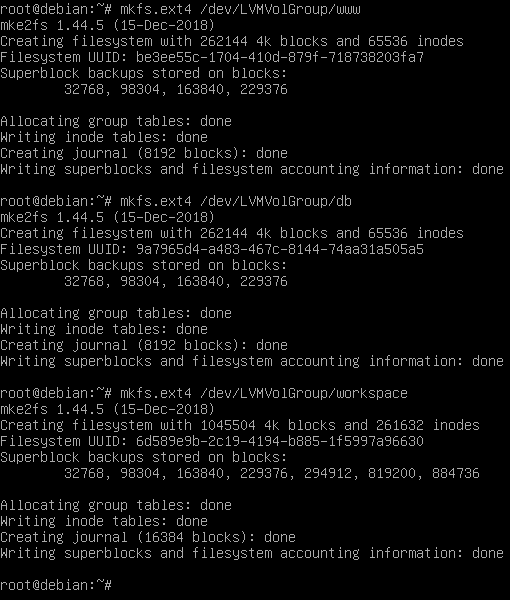 root@debian:~# mkfs.ext4 /dev/LVMVolGroup/www
mke2fs 1.44.5 (15-Dec-2018)
Creating filesystem with 262144 4k blocks and 65536 inodes
Filesystem UUID: be3ee55c-1704-410d-879f-718738203fa7
Superblock backups stored on blocks:
        32768, 98304, 163840, 229376

Allocating group tables: done
Writing inode tables: done
Creating journal (8192 blocks): done
Writing superblocks and filesystem accounting information: done

root@debian:~# mkfs.ext4 /dev/LVMVolGroup/db
mke2fs 1.44.5 (15-Dec-2018)
Creating filesystem with 262144 4k blocks and 65536 inodes
Filesystem UUID: 9a7965d4-a483-467c-8144-74aa31a505a5
Superblock backups stored on blocks:
        32768, 98304, 163840, 229376

Allocating group tables: done
Writing inode tables: done
Creating journal (8192 blocks): done
Writing superblocks and filesystem accounting information: done

root@debian:~# mkfs.ext4 /dev/LVMVolGroup/workspace
mke2fs 1.44.5 (15-Dec-2018)
Creating filesystem with 1045504 4k blocks and 261632 inodes
Filesystem UUID: 6d589e9b-2c19-4194-b885-1f5997a96630
Superblock backups stored on blocks:
        32768, 98304, 163840, 229376, 294912, 819200, 884736

Allocating group tables: done
Writing inode tables: done
Creating journal (16384 blocks): done
Writing superblocks and filesystem accounting information: done

root@debian:~#